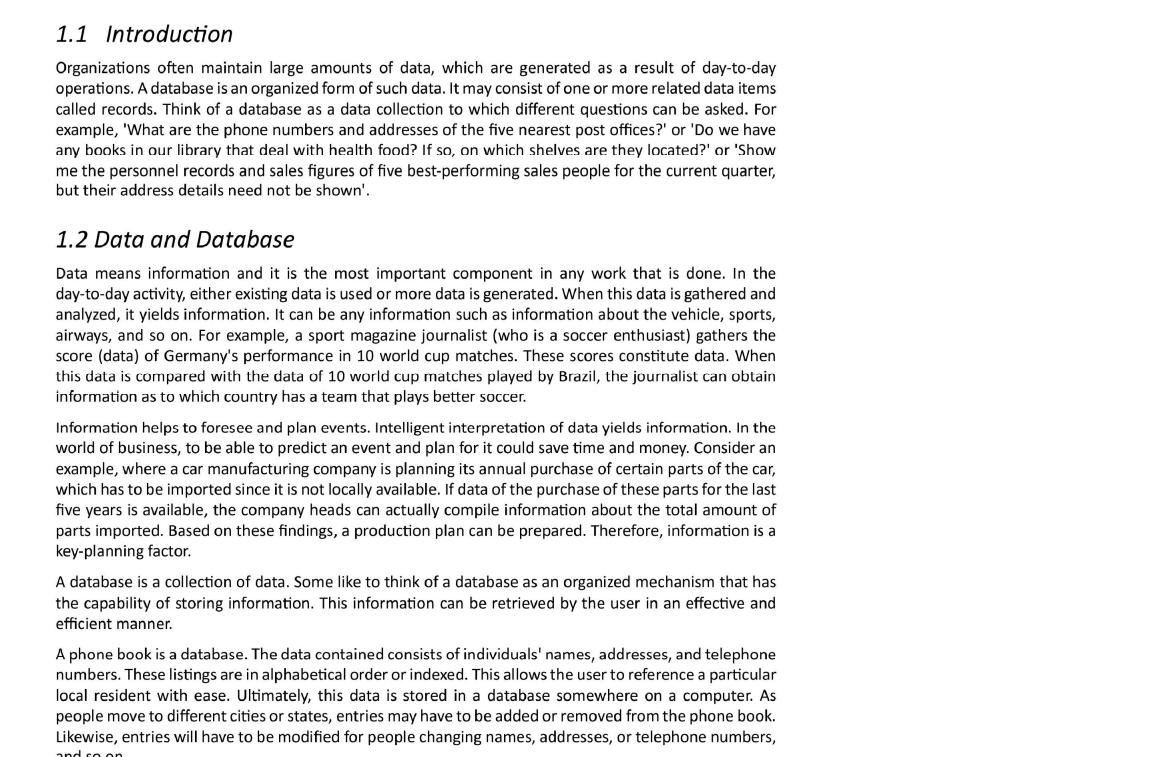 1.1 Introduction
Organizations often maintain large amounts of data, which are generated as a result of day-to-day
operations. A database is an organized form of such data. It may consist of one or more related data items
called records. Think of a database as a data collection to which different questions can be asked. For
example, 'What are the phone numbers and addresses of the five nearest post offices?' or 'Do we have
any books in our library that deal with health food? If so, on which shelves are they located?' or 'Show
me the personnel records and sales figures of five best-performing sales people for the current quarter,
but their address details need not be shown'.
1.2 Data and Database
Data means information and it is the most important component in any work that is done. In the
day-to-day activity, either existing data is used or more data is generated. When this data is gathered and
analyzed, it yields information. It can be any information such as information about the vehicle, sports,
airways, and so on. For example, a sport magazine journalist (who is a soccer enthusiast) gathers the
score (data) of Germany's performance in 10 world cup matches. These scores constitute data. When
this data is compared with the data of 10 world cup matches played by Brazil, the journalist can obtain
information as to which country has a team that plays better soccer.
Information helps to foresee and plan events. Intelligent interpretation of data yields information. In the
world of business, to be able to predict an event and plan for it could save time and money. Consider an
example, where a car manufacturing company is planning its annual purchase of certain parts of the car,
which has to be imported since it is not locally available. If data of the purchase of these parts for the last
five years is available, the company heads can actually compile information about the total amount of
parts imported. Based on these findings, a production plan can be prepared. Therefore, information is a
key-planning factor.
A database is a collection of data. Some like to think of a database as an organized mechanism that has
the capability of storing information. This information can be retrieved by the user in an effective and
efficient manner.
A phone book is a database. The data contained consists of individuals' names, addresses, and telephone
numbers. These listings are in alphabetical order or indexed. This allows the user to reference a particular
local resident with ease. Ultimately, this data is stored in a database somewhere on a computer. As
people move to different cities or states, entries may have to be added or removed from the phone book.
Likewise, entries will have to be modified for people changing names, addresses, or telephone numbers,
and so on.